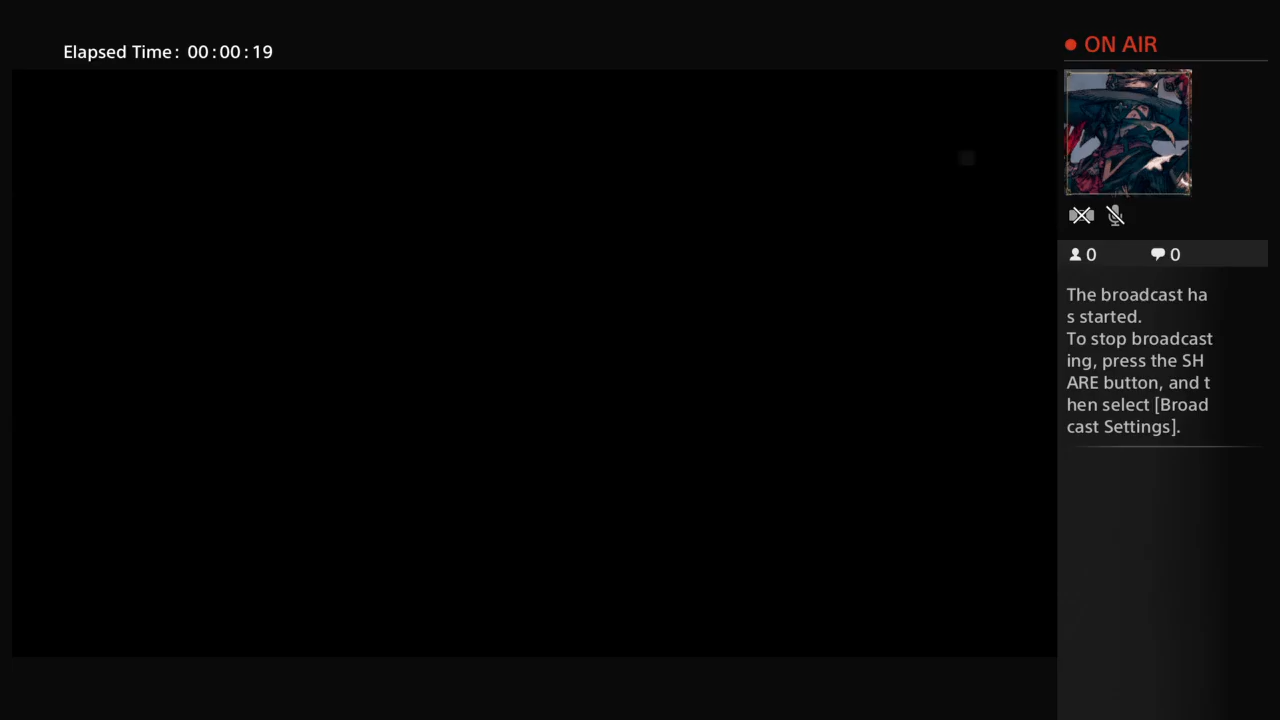 Elapsed Time: 00:00:19
ON AIR
0 0
The broadcast ha
s started.
To stop broadcast
ing, press the SH
ARE button, and t
hen select [Broad
cast Settings].